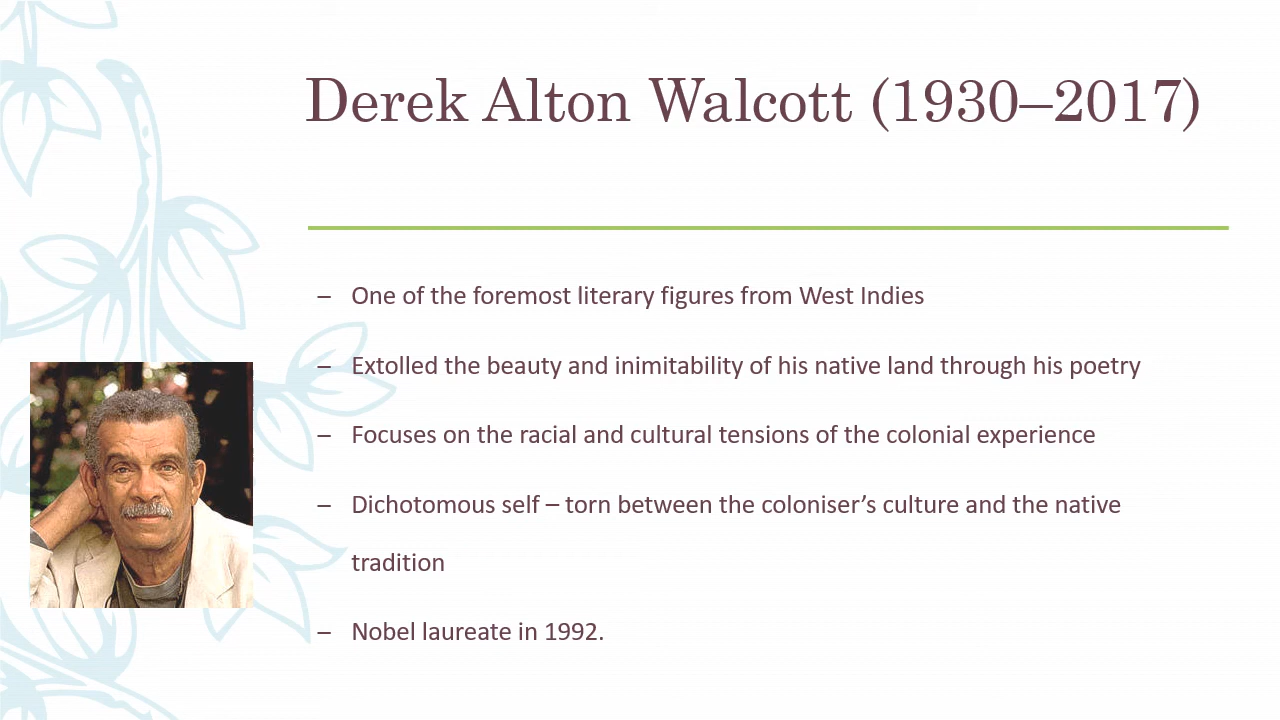 Derek Alton Walcott (1930–2017)
– One of the foremost literary figures from West Indies
– Extolled the beauty and inimitability of his native land through his poetry
– Focuses on the racial and cultural tensions of the colonial experience
– Dichotomous self – torn between the coloniser’s culture and the native
tradition
– Nobel laureate in 1992.